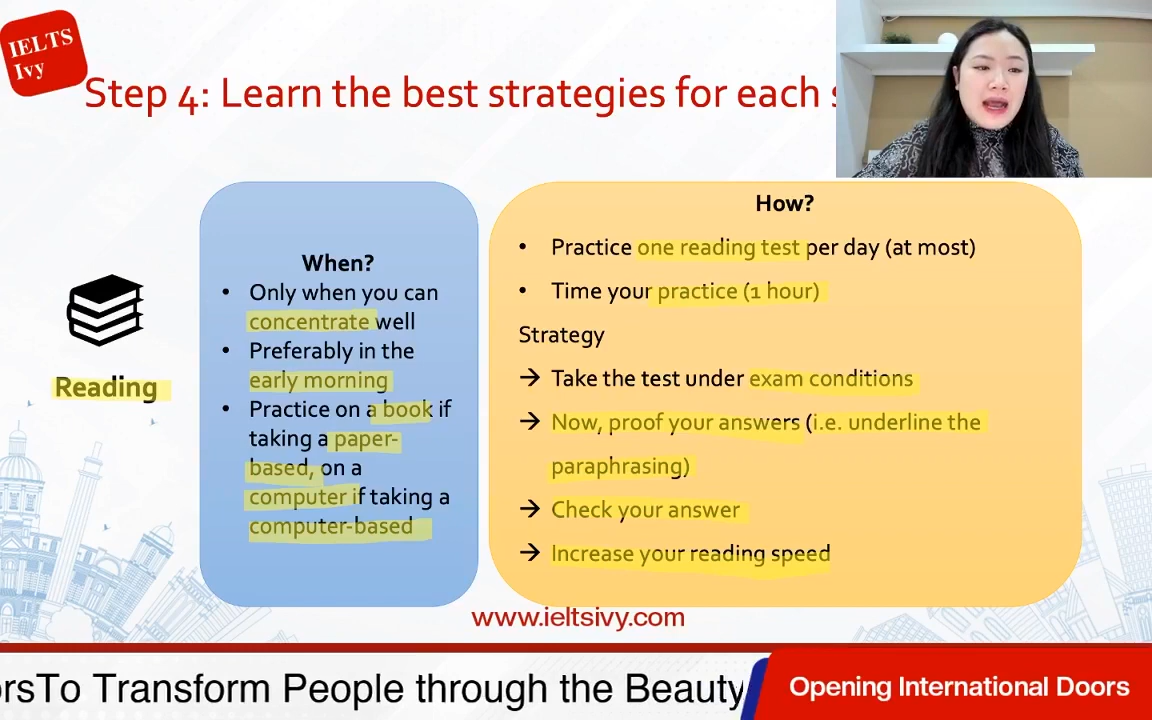 IELTS
Ivy
Step 4: Learn the best strategies for each
Reading
When?
• Only when you can
concentrate well
• Preferably in the
early morning
• Practice on a book if
taking a paper-
based, on a
computer if taking a
computer-based
How?
• Practice one reading test per day (at most)
• Time your practice (1 hour)
Strategy
→ Take the test under exam conditions
→ Now, proof your answers (i.e. underline the
paraphrasing)
→ Check your answer
→ Increase your reading speed
www.ieltsivy.com
orsTo Transform People through the Beauty
Opening International Doors